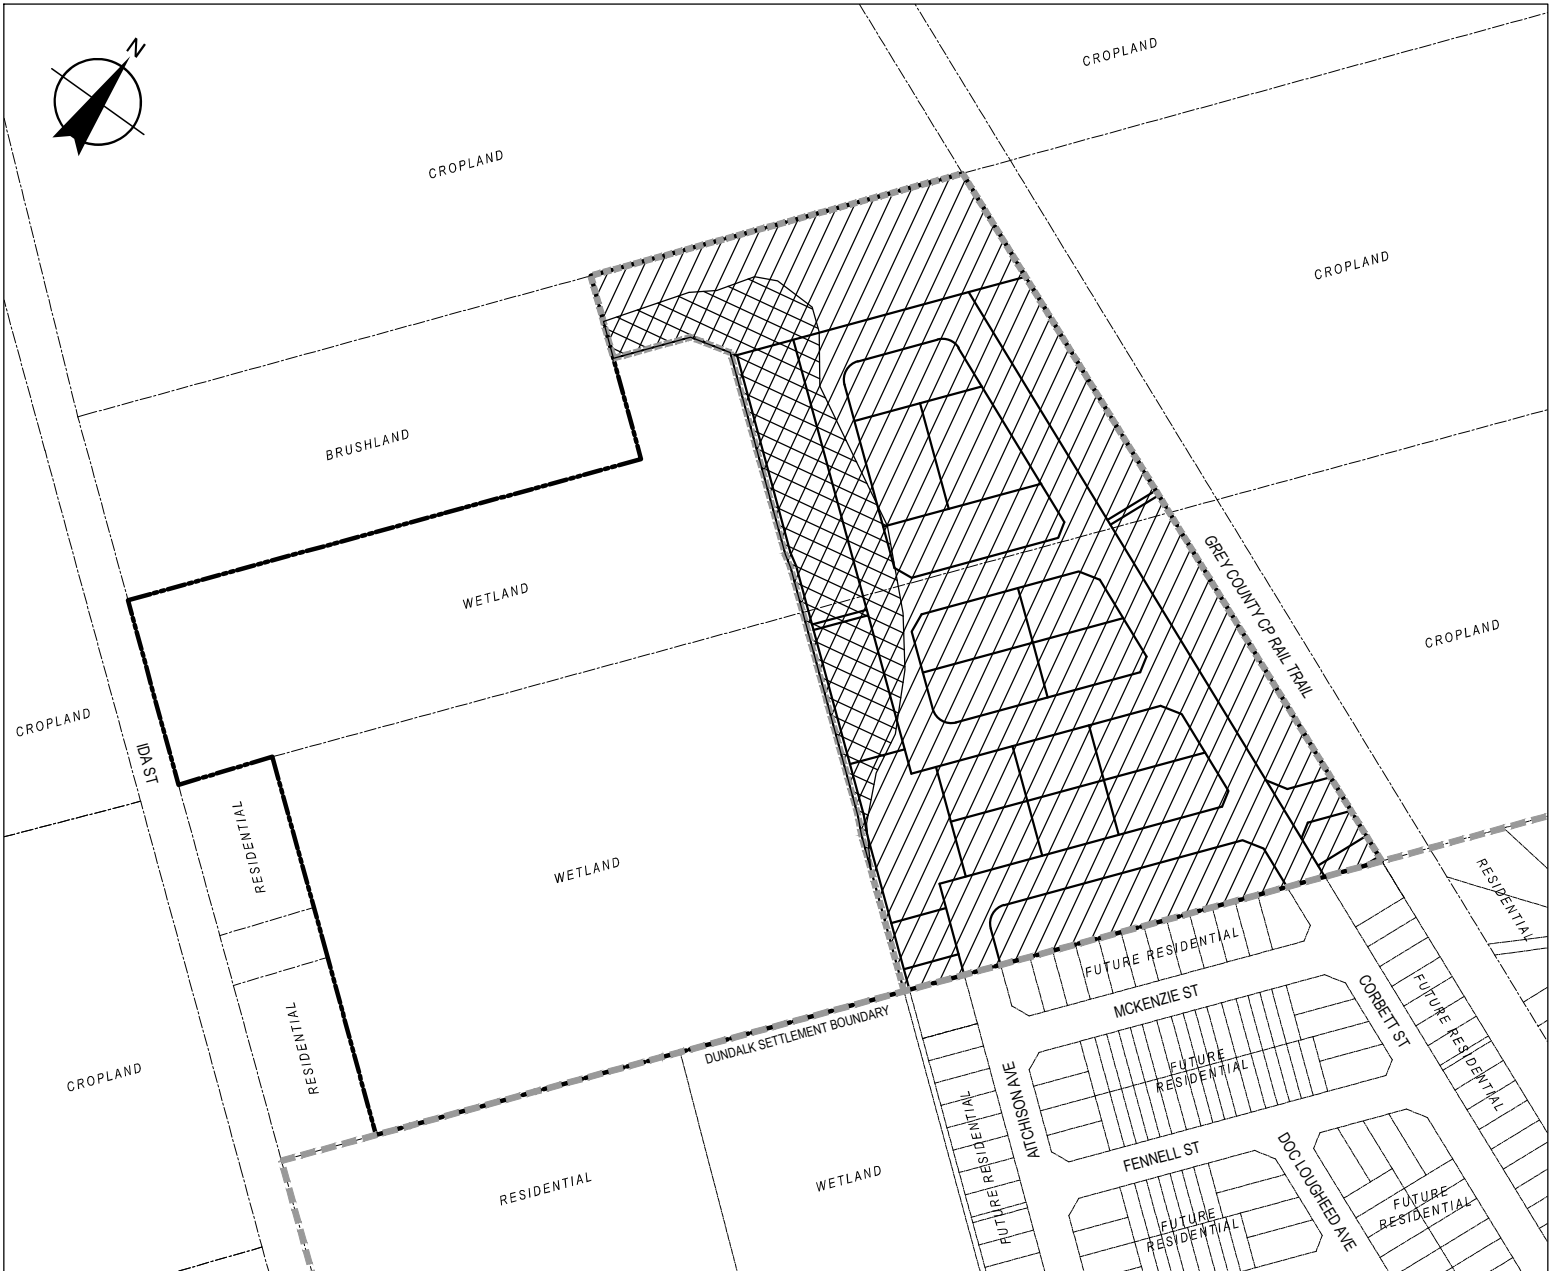 N
CROPLAND
CROPLAND
CROPLAND
BRUSHLAND
WETLAND
GREY COUNTY CP RAIL TRAIL
CROPLAND
CROPLAND
IDA ST
RESIDENTIAL
WETLAND
RESIDENTIAL
FUTURE RESIDENTIAL
MCKENZIE ST
CORBETT ST
FUTURE RESIDENTIAL
DUNDALK SETTLEMENT BOUNDARY
RESIDENTIAL
CROPLAND
AITCHISON AVE
FUTURE RESIDENTIAL
FUTURE
RESIDENTIAL
FENNELL ST
DOC LOUGHEED AVE
RESIDENTIAL
WETLAND
FUTURE
RESIDENTIAL
FUTURE
RESIDENTIAL